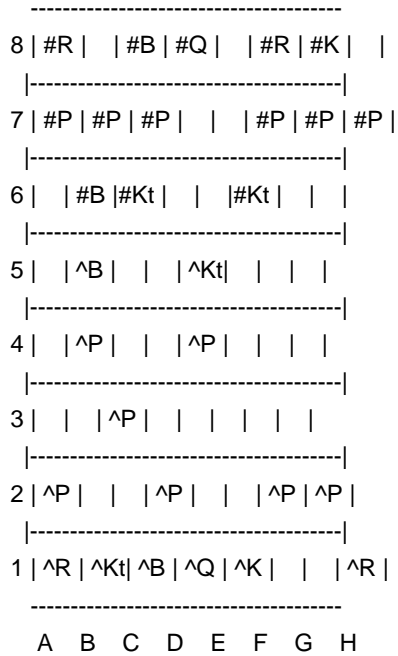 ---------------------------------------
8 | #R |    | #B | #Q |    | #R | #K |    |
|---------------------------------------|
7 | #P | #P | #P |    |    | #P | #P | #P |
|---------------------------------------|
6 |    | #B |#Kt |    |    |#Kt |    |    |
|---------------------------------------|
5 |    | ^B |    |    | ^Kt|    |    |    |
|---------------------------------------|
4 |    | ^P |    |    | ^P |    |    |    |
|---------------------------------------|
3 |    |    | ^P |    |    |    |    |    |
|---------------------------------------|
2 | ^P |    |    | ^P |    |    | ^P | ^P |
|---------------------------------------|
1 | ^R | ^Kt| ^B | ^Q | ^K |    |    | ^R |
---------------------------------------
A B C D E F G H